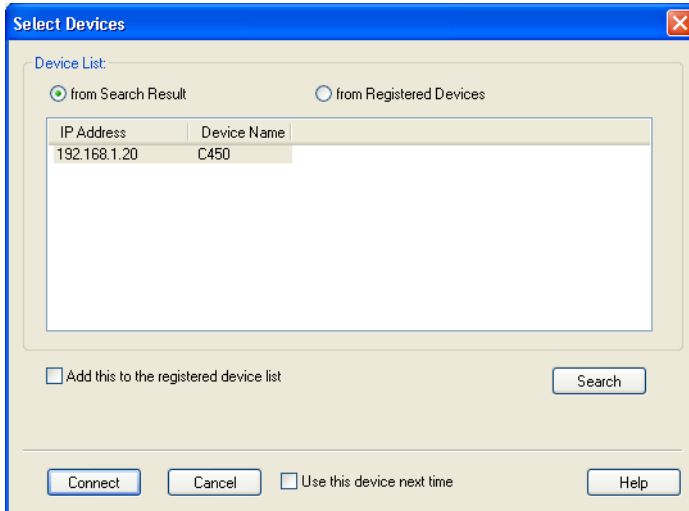 Select Devices
Device List:
from Search Result from Registered Devices
IP Address Device Name
192.168.1.20 C450
Add this to the registered device list
Search
Connect Cancel Use this device next time Help